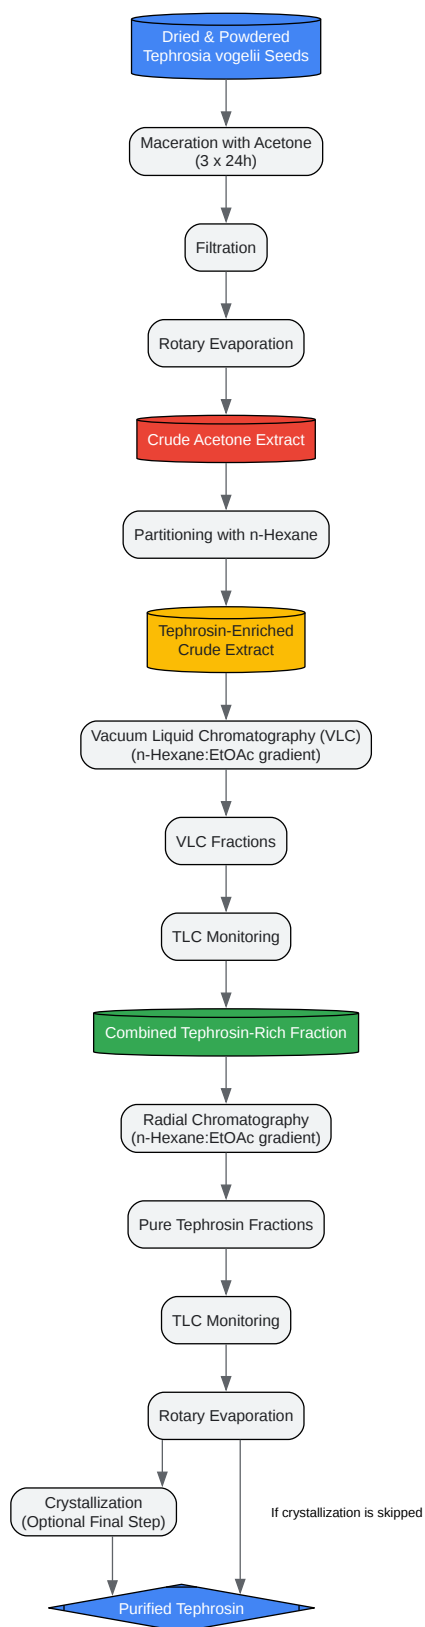 Dried & Powdered
Tephrosia vogelii Seeds
Maceration with Acetone
(3 x 24h)
Filtration
Rotary Evaporation
Crude Acetone Extract
Partitioning with n-Hexane
Tephrosin-Enriched
Crude Extract
Vacuum Liquid Chromatography (VLC)
(n-Hexane:EtOAc gradient)
VLC Fractions
TLC Monitoring
Combined Tephrosin-Rich Fraction
Radial Chromatography
(n-Hexane:EtOAc gradient)
Pure Tephrosin Fractions
TLC Monitoring
Rotary Evaporation
Crystallization
(Optional Final Step)
If crystallization is skipped
Purified Tephrosin